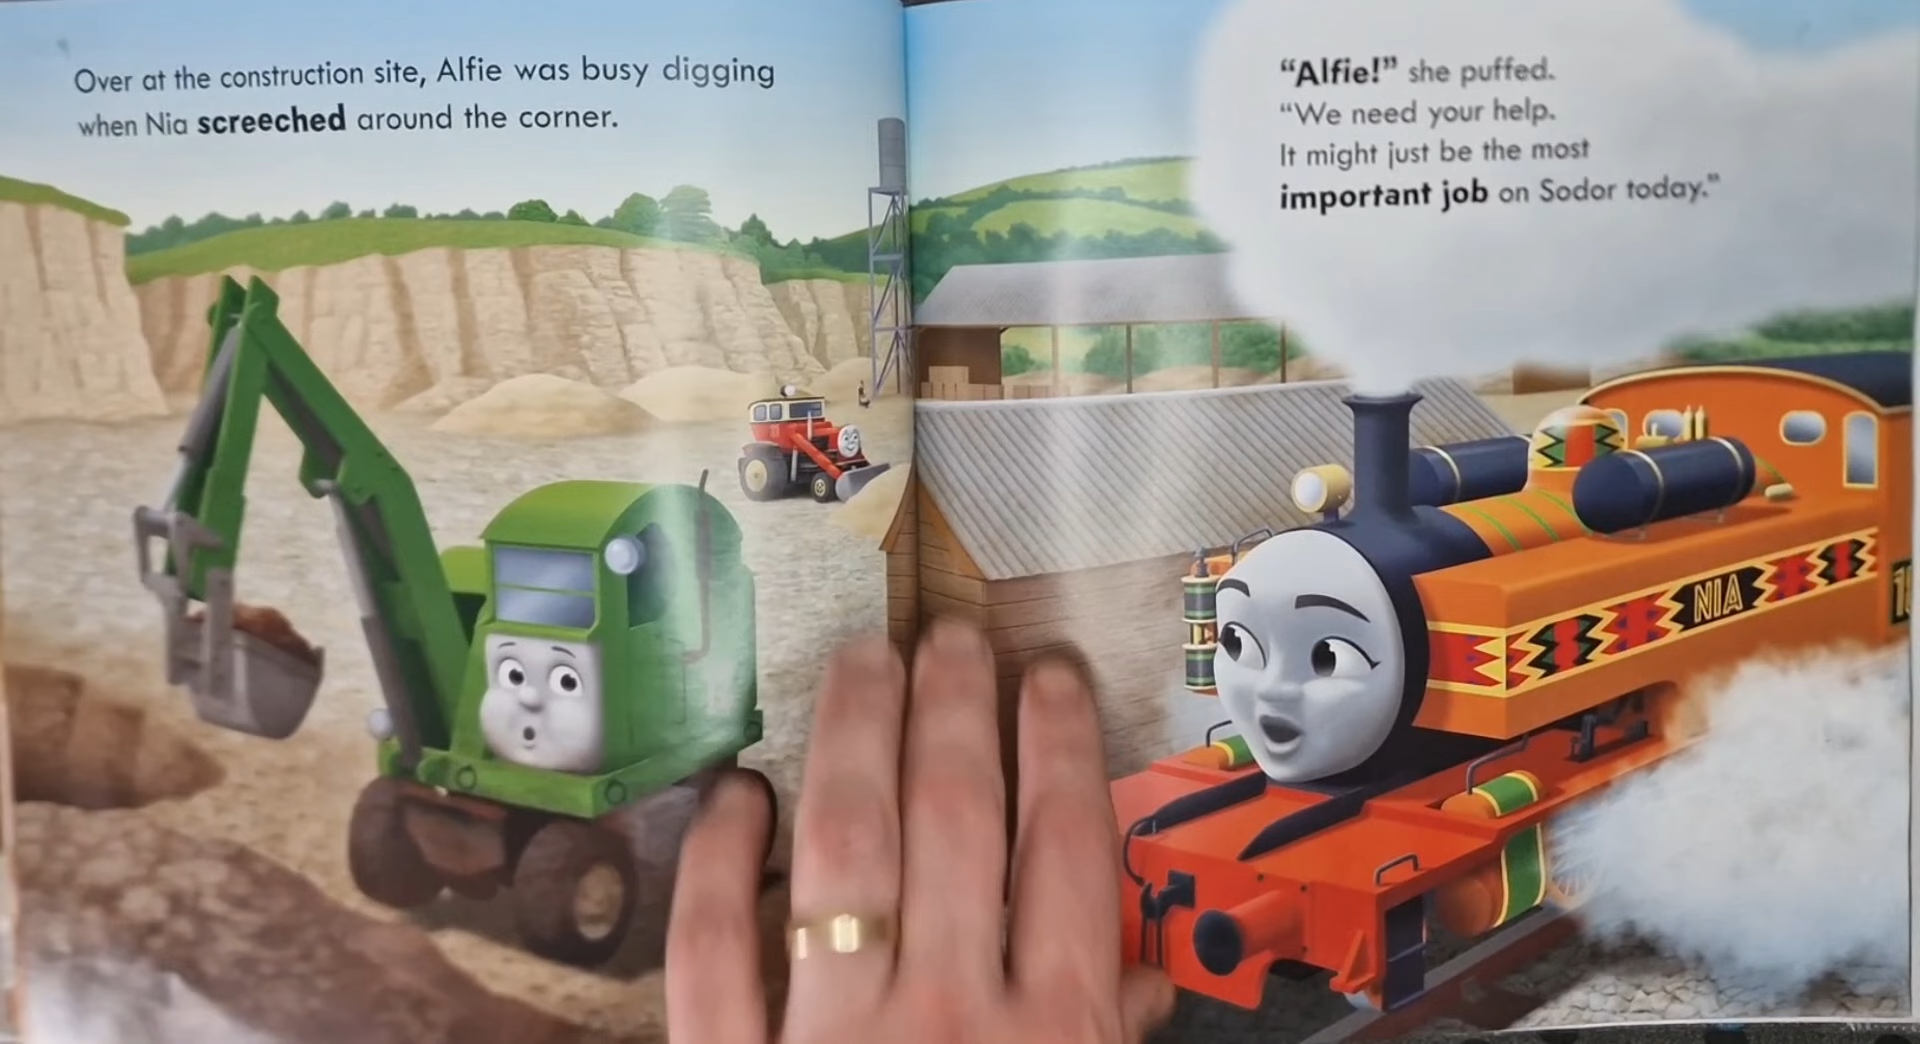 Over at the construction site, Alfie was busy digging
when Nia screeched around the corner.
“Alfie!” she puffed.
“We need your help.
It might just be the most
important job on Sodor today.”
NIA